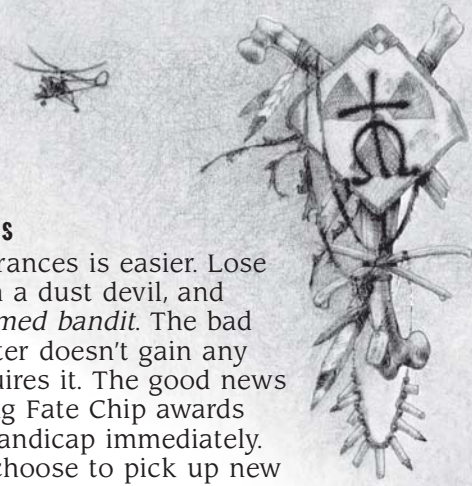 S
rances is easier. Lose
n a dust devil, and
med bandit. The bad
ter doesn't gain any
uires it. The good news
g Fate Chip awards
andicap immediately.
choose to pick up new